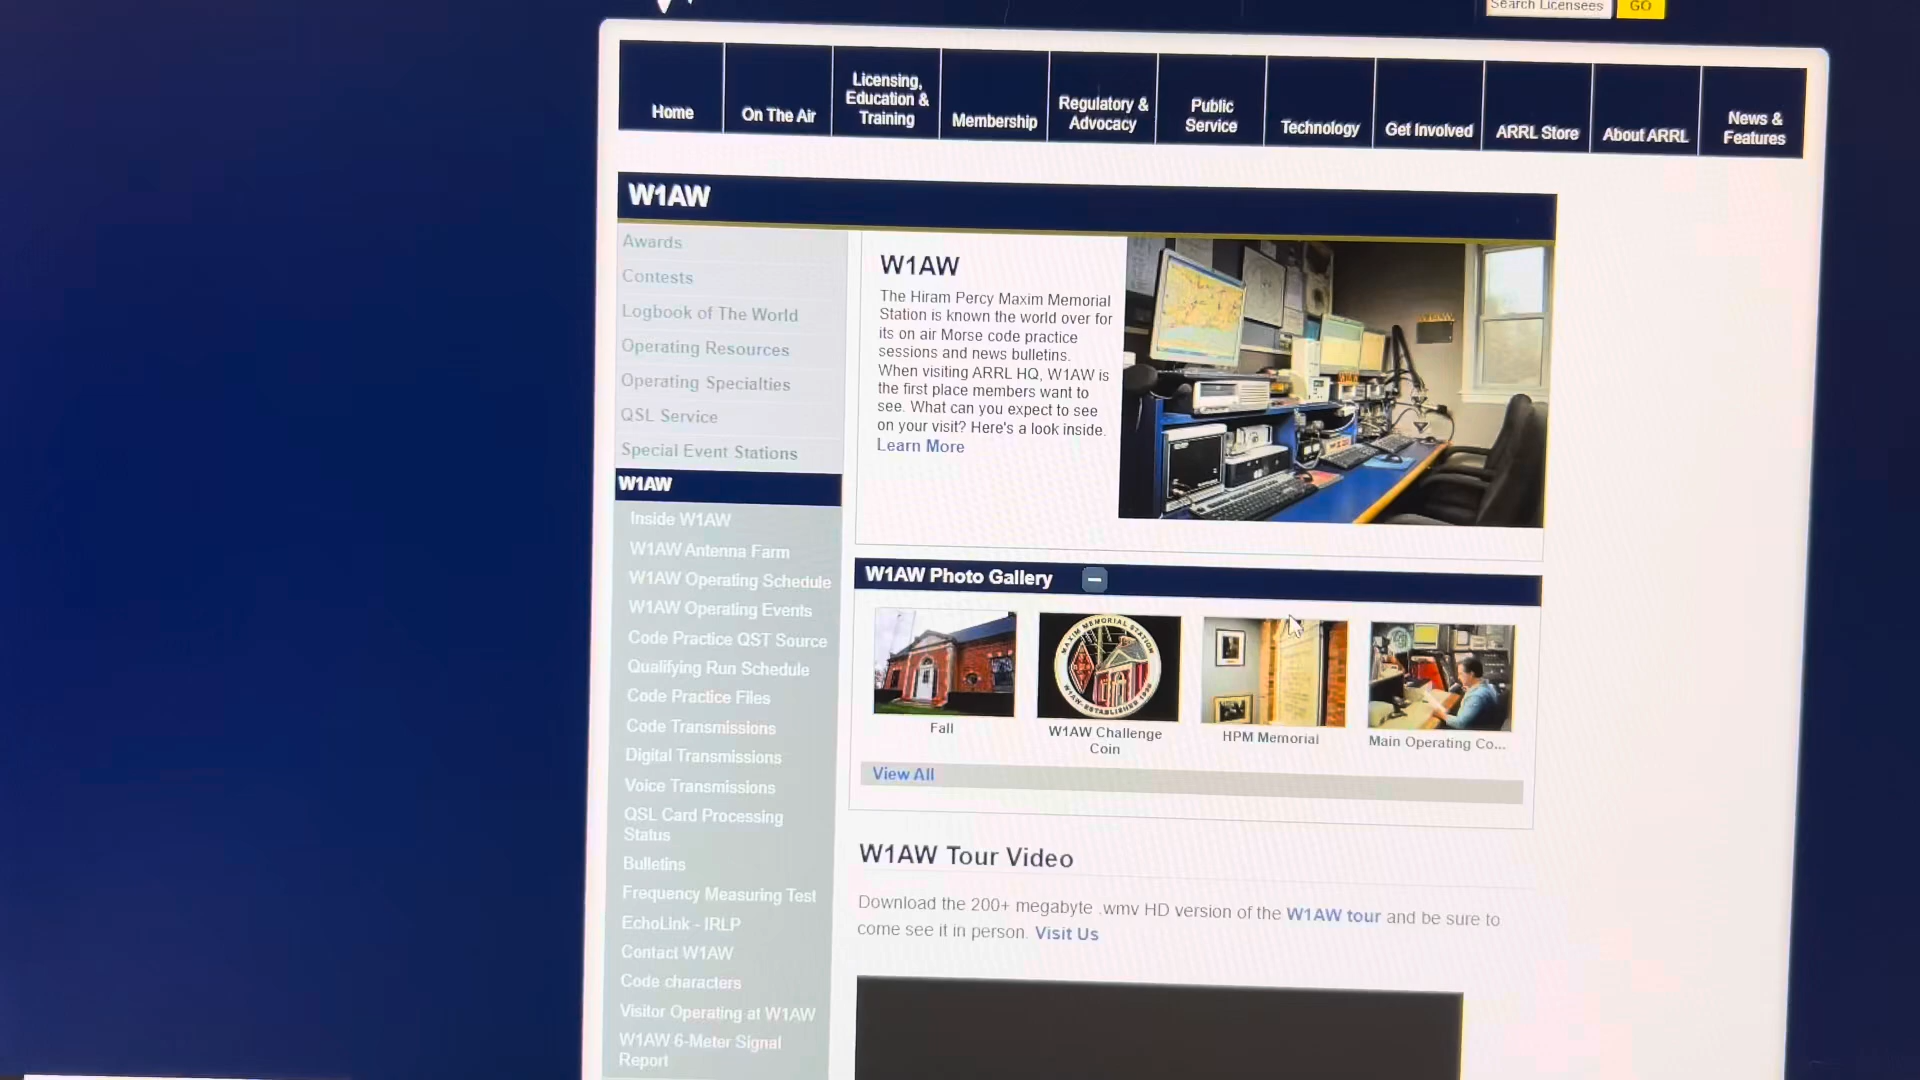 Search Licensees
GO
Home
On The Air
Licensing,
Education &
Training
Membership
Regulatory &
Advocacy
Public
Service
Technology
Get Involved
ARRL Store
About ARRL
News &
Features
W1AW
Awards
Contests
Logbook of The World
Operating Resources
Operating Specialties
QSL Service
Special Event Stations
W1AW
Inside W1AW
W1AW Antenna Farm
W1AW Operating Schedule
W1AW Operating Events
Code Practice QST Source
Qualifying Run Schedule
Code Practice Files
Code Transmissions
Digital Transmissions
Voice Transmissions
QSL Card Processing
Status
Bulletins
Frequency Measuring Test
EchoLink - IRLP
Contact W1AW
Code characters
Visitor Operating at W1AW
W1AW 6-Meter Signal
Report
W1AW
The Hiram Percy Maxim Memorial
Station is known the world over for
its on air Morse code practice
sessions and news bulletins.
When visiting ARRL HQ, W1AW is
the first place members want to
see. What can you expect to see
on your visit? Here's a look inside.
Learn More
W1AW Photo Gallery
MAXIM MEMORIAL STATION
W1AW-ESTABLISHED
Fall
W1AW Challenge
Coin
HPM Memorial
Main Operating Co...
View All
W1AW Tour Video
Download the 200+ megabyte .wmv HD version of the W1AW tour and be sure to
come see it in person. Visit Us